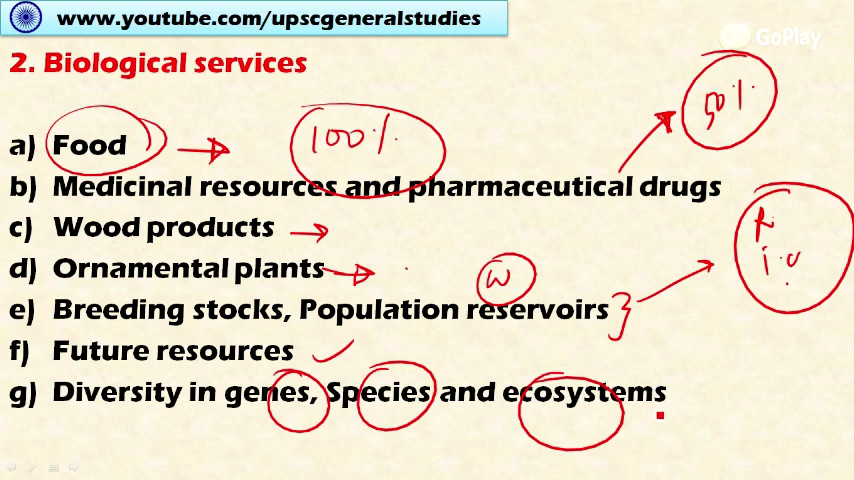 www.youtube.com/upscgeneralstudies
GoPlay
2. Biological services
50%
a) Food
100%
b) Medicinal resources and pharmaceutical drugs
c) Wood products
d) Ornamental plants
W
e) Breeding stocks, Population reservoirs
f) Future resources
g) Diversity in genes, Species and ecosystems